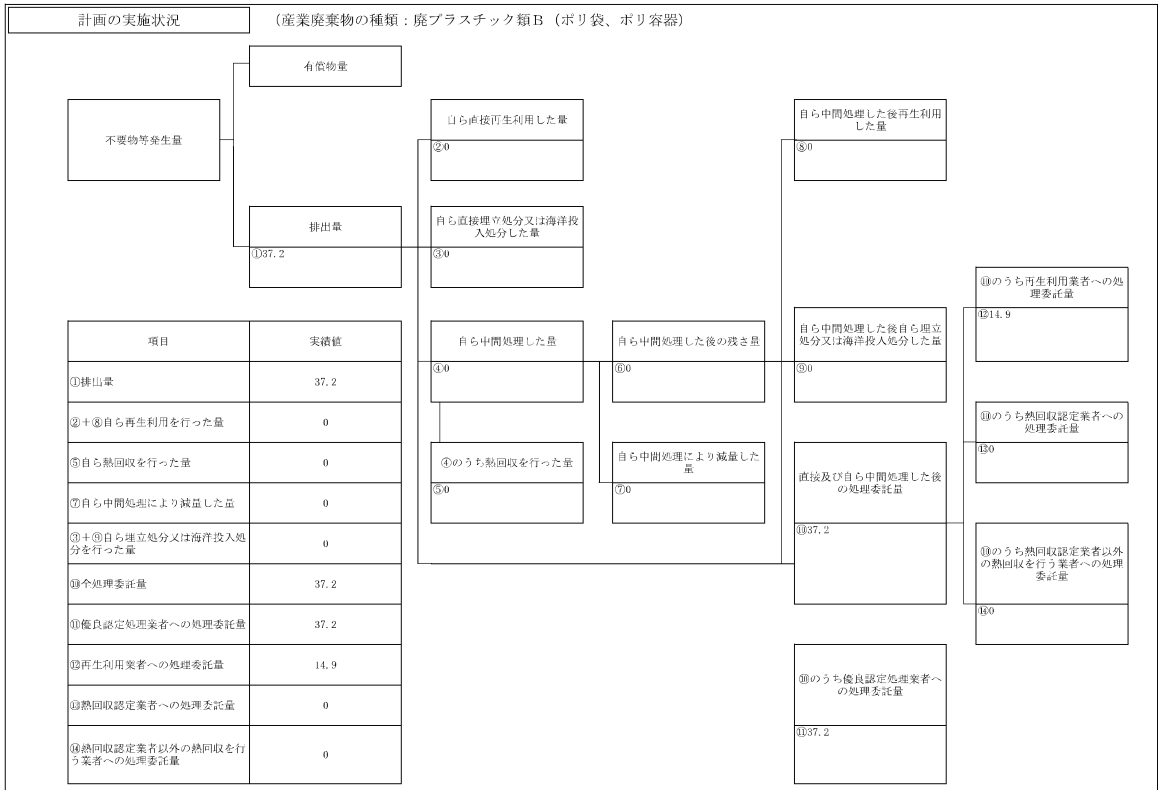 計画の実施状況
（産業廃棄物の種類：廃プラスチック類Ｂ（ポリ袋、ポリ容器）
有償物量
不要物等発生量
自ら直接再生利用した量
②0
自ら中間処理した後再生利用
した量
⑧0
排出量
①37.2
自ら直接埋立処分又は海洋投
入処分した量
③0
⑩のうち再生利用業者への処
理委託量
⑫14.9
自ら中間処理した量
④0
自ら中間処理した後の残さ量
⑥0
自ら中間処理した後自ら埋立
処分又は海洋投入処分した量
⑨0
⑩のうち熱回収認定業者への
処理委託量
⑬0
④のうち熱回収を行った量
⑤0
自ら中間処理により減量した
量
⑦0
直接及び自ら中間処理した後
の処理委託量
⑩37.2
⑩のうち熱回収認定業者以外
の熱回収を行う業者への処理
委託量
⑭0
⑩のうち優良認定処理業者へ
の処理委託量
⑪37.2
項目 実績値
①排出量 37.2
②＋⑧自ら再生利用を行った量 0
⑤自ら熱回収を行った量 0
⑦自ら中間処理により減量した量 0
③＋⑨自ら埋立処分又は海洋投入処
分を行った量 0
⑩全処理委託量 37.2
⑪優良認定処理業者への処理委託量 37.2
⑫再生利用業者への処理委託量 14.9
⑬熱回収認定業者への処理委託量 0
⑭熱回収認定業者以外の熱回収を行
う業者への処理委託量 0